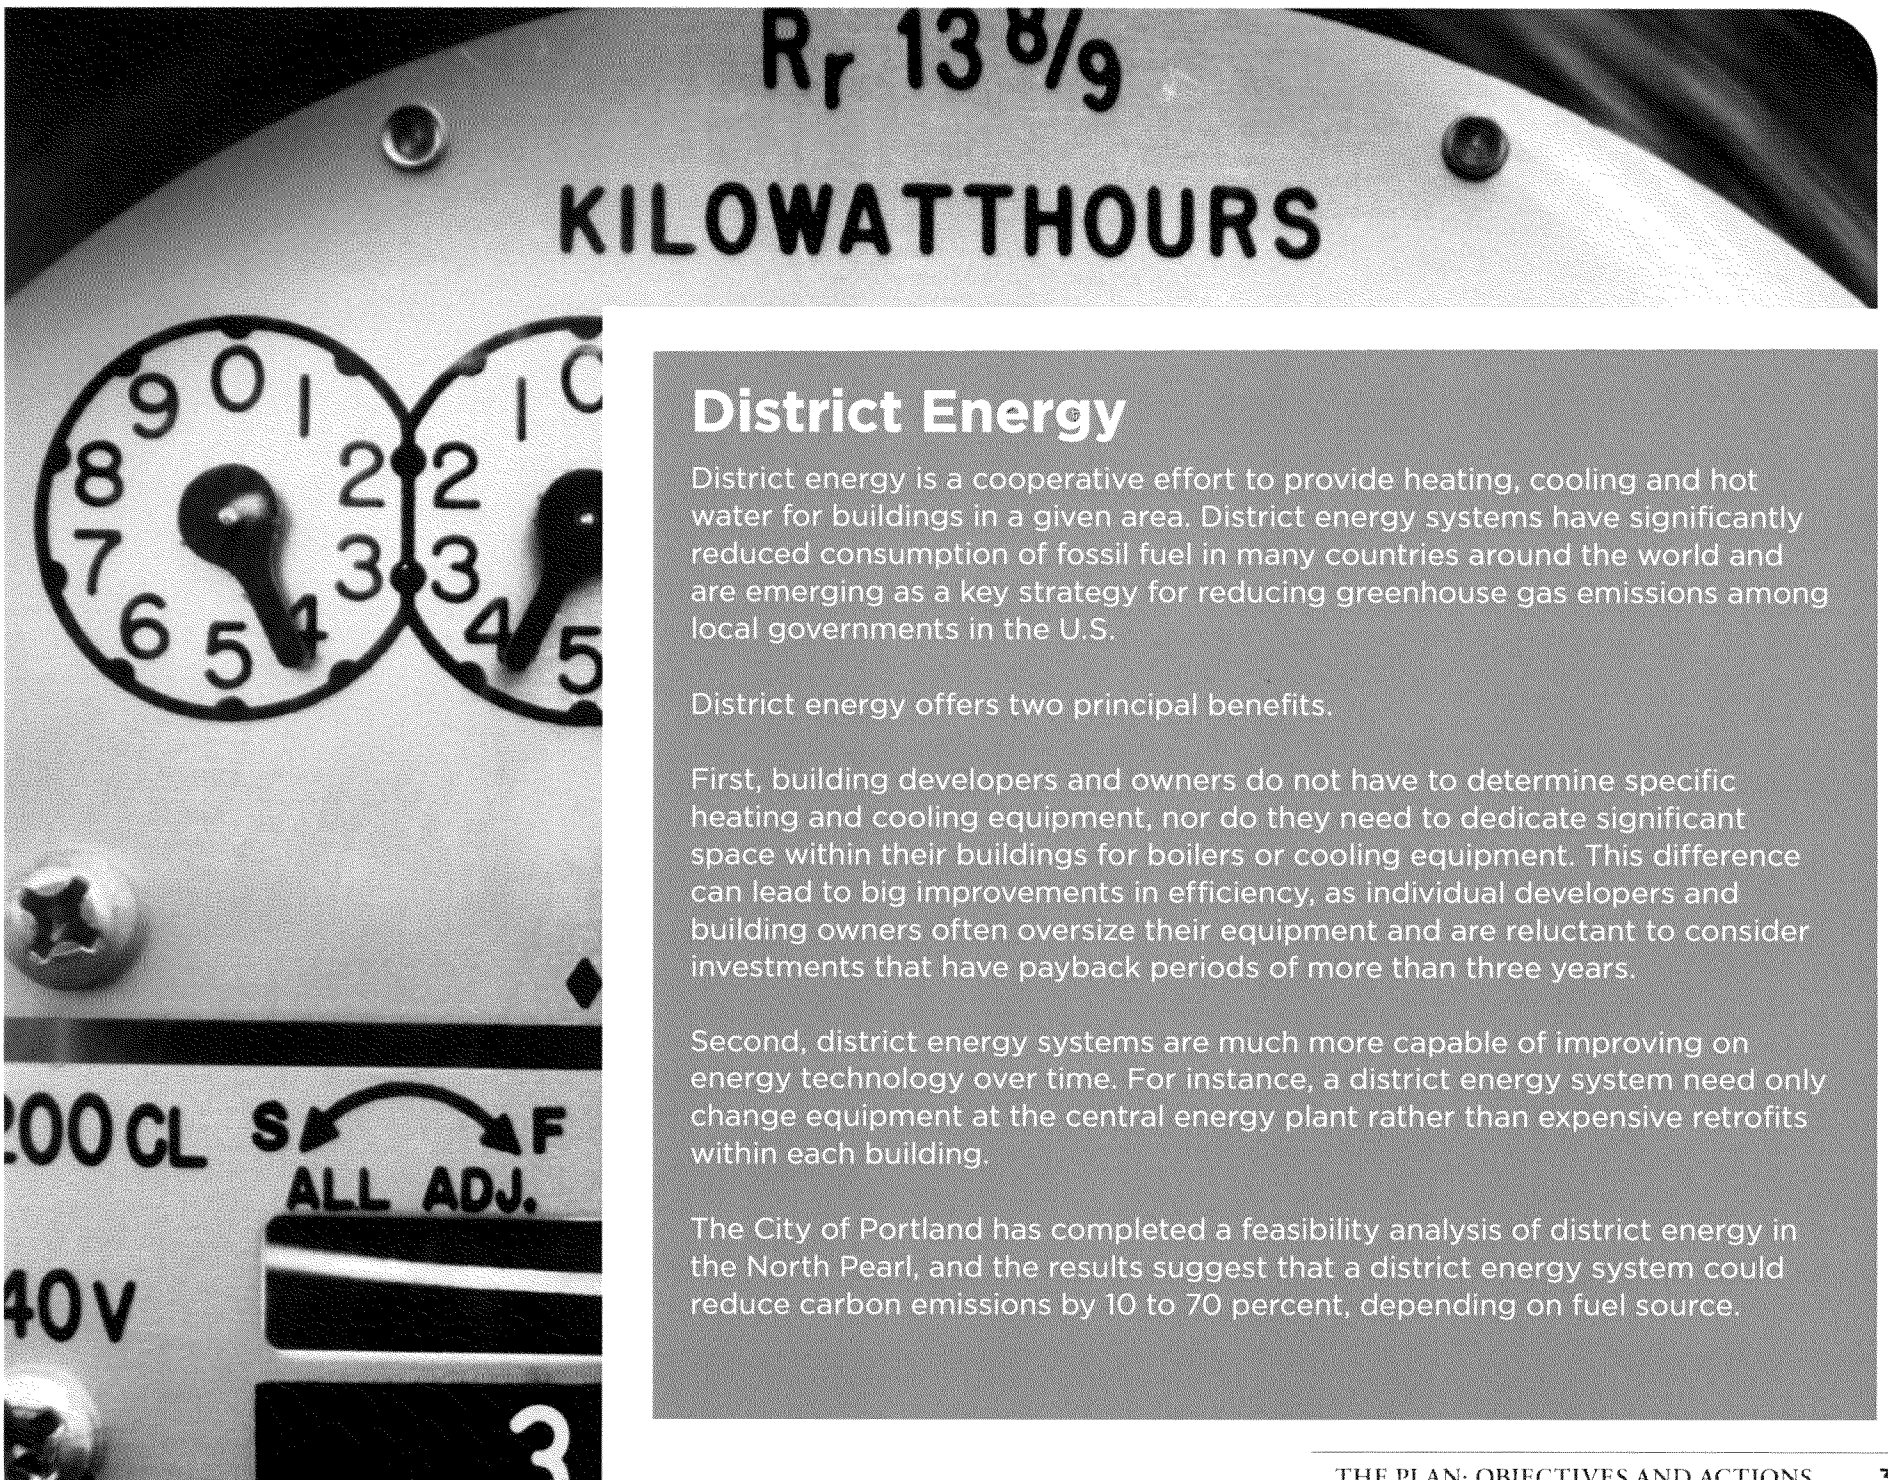 Rr 13 8/9
KILOWATTHOURS
0
9 1
8 2
7 3
6 4
5
1 0
2
3
4 5
District Energy
District energy is a cooperative effort to provide heating, cooling and hot
water for buildings in a given area. District energy systems have significantly
reduced consumption of fossil fuel in many countries around the world and
are emerging as a key strategy for reducing greenhouse gas emissions among
local governments in the U.S.
District energy offers two principal benefits.
First, building developers and owners do not have to determine specific
heating and cooling equipment, nor do they need to dedicate significant
space within their buildings for boilers or cooling equipment. This difference
can lead to big improvements in efficiency, as individual developers and
building owners often oversize their equipment and are reluctant to consider
investments that have payback periods of more than three years.
Second, district energy systems are much more capable of improving on
energy technology over time. For instance, a district energy system need only
change equipment at the central energy plant rather than expensive retrofits
within each building.
The City of Portland has completed a feasibility analysis of district energy in
the North Pearl, and the results suggest that a district energy system could
reduce carbon emissions by 10 to 70 percent, depending on fuel source.
200 CL S F
ALL ADJ.
40 V
3
THE PLAN: OBJECTIVES AND ACTIONS